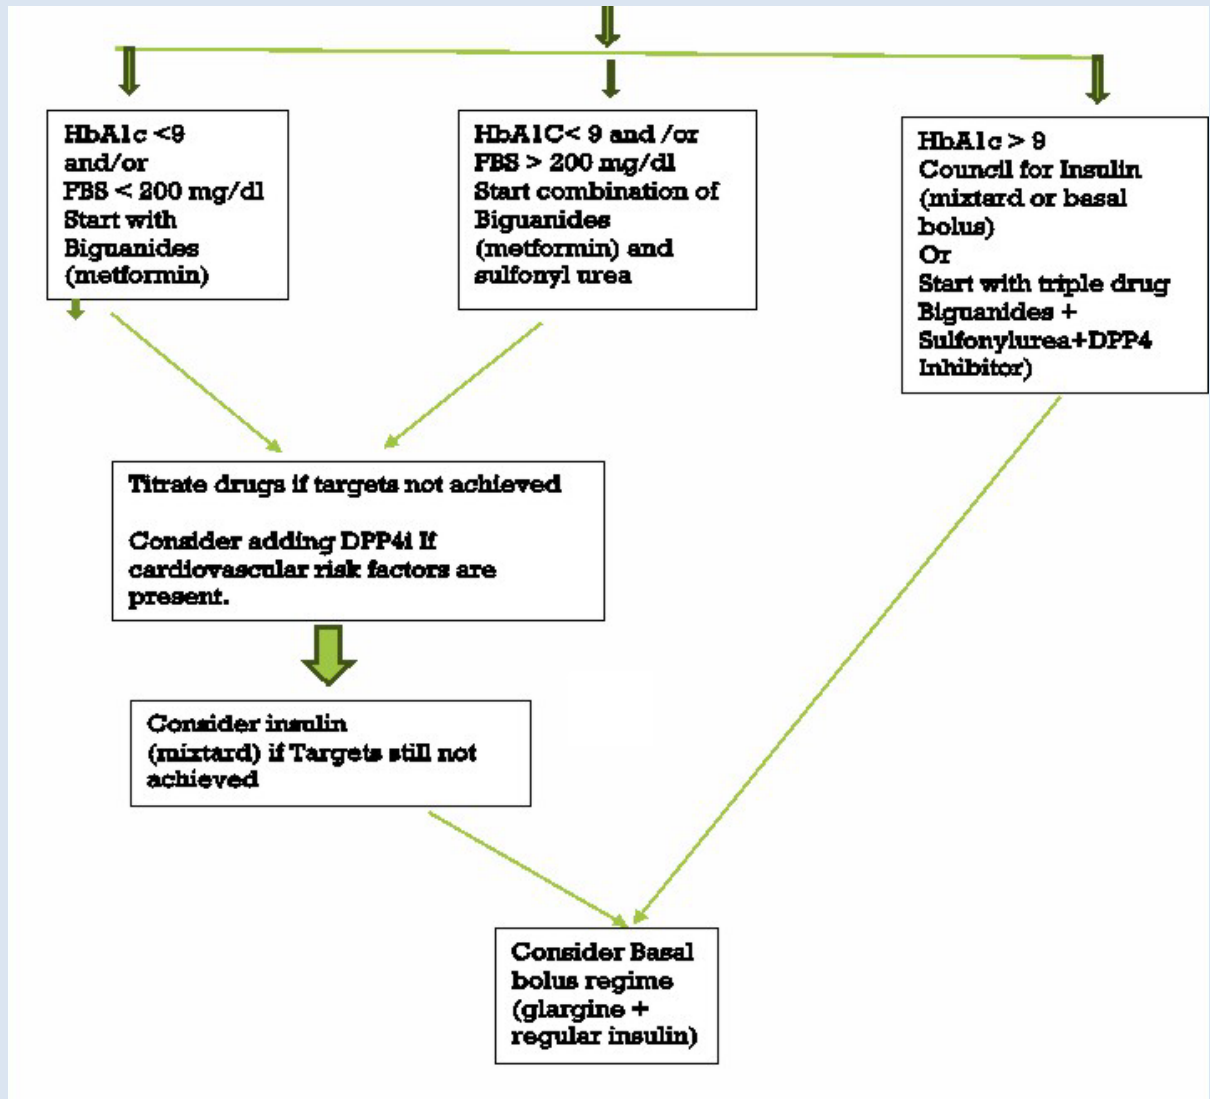 HbA1c <9
and/or
FBS < 200 mg/dl
Start with
Biguanides
(metformin)
HbA1C< 9 and /or
FBS > 200 mg/dl
Start combination of
Biguanides
(metformin) and
sulfonyl urea
HbA1c > 9
Council for Insulin
(mixtard or basal
bolus)
Or
Start with triple drug
Biguanides +
Sulfonylurea+DPP4
Inhibitor)
Titrate drugs if targets not achieved
Consider adding DPP4i If
cardiovascular risk factors are
present.
Consider insulin
(mixtard) if Targets still not
achieved
Consider Basal
bolus regime
(glargine +
regular insulin)